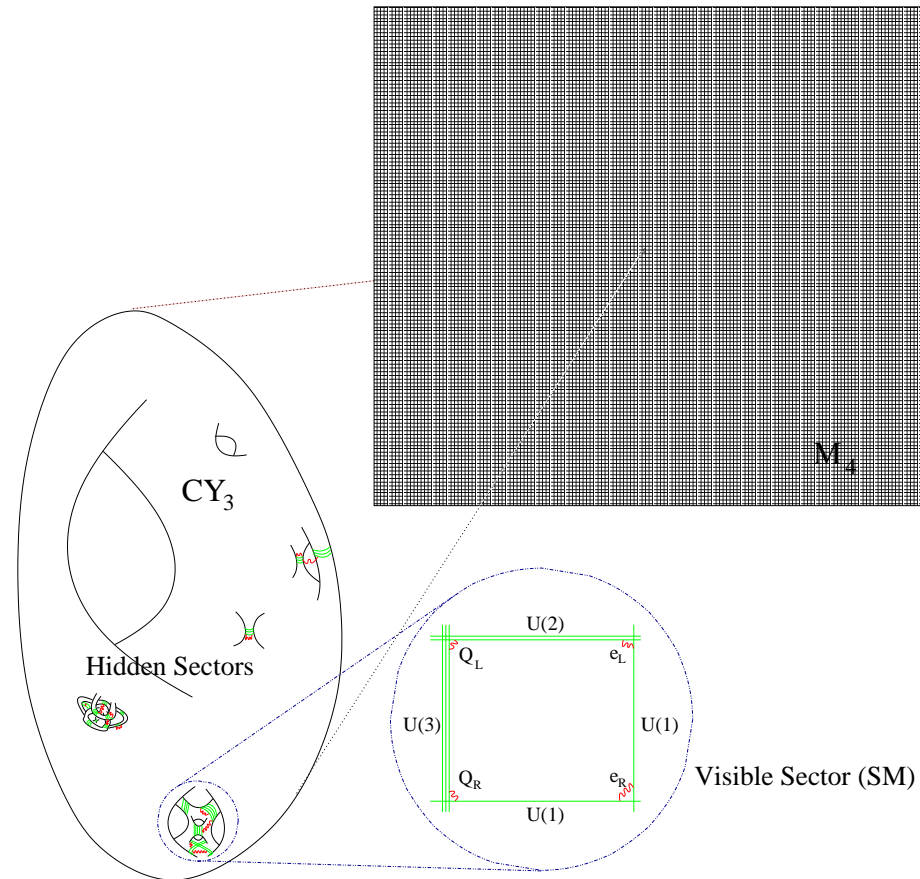 M4
CY3
Hidden Sectors
U(2)
QL
eL
U(3)
U(1)
QR
eR
U(1)
Visible Sector (SM)